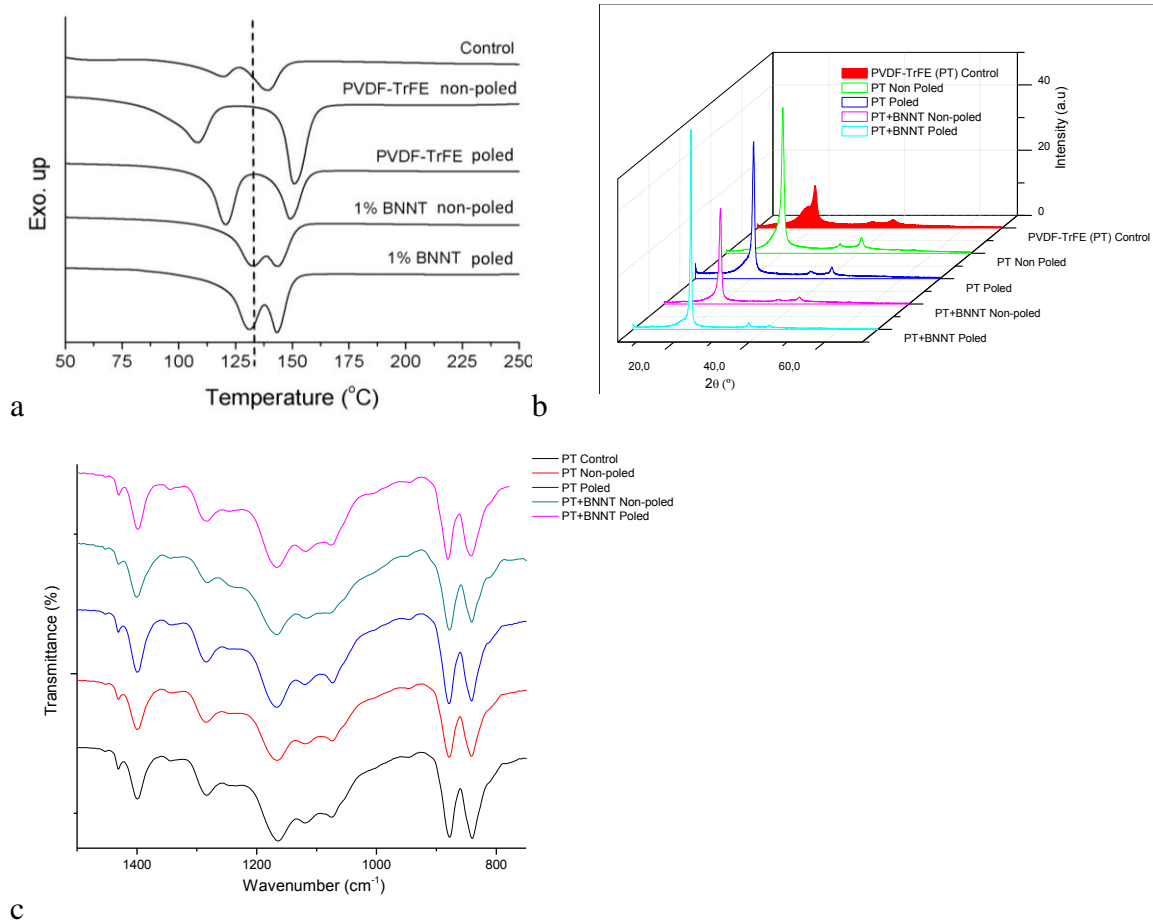 Control
PVDF-TrFE non-poled
PVDF-TrFE poled
1% BNNT non-poled
1% BNNT poled
Exo. up
50 75 100 125 150 175 200 225 250
Temperature (°C)
a
PVDF-TrFE (PT) Control
PT Non Poled
PT Poled
PT+BNNT Non-poled
PT+BNNT Poled
40
20
0
Intensity (a.u)
PVDF-TrFE (PT) Control
PT Non Poled
PT Poled
PT+BNNT Non-poled
PT+BNNT Poled
20,0 40,0 60,0
2θ (º)
b
PT Control
PT Non-poled
PT Poled
PT+BNNT Non-poled
PT+BNNT Poled
Transmittance (%)
1400 1200 1000 800
Wavenumber (cm⁻¹)
c